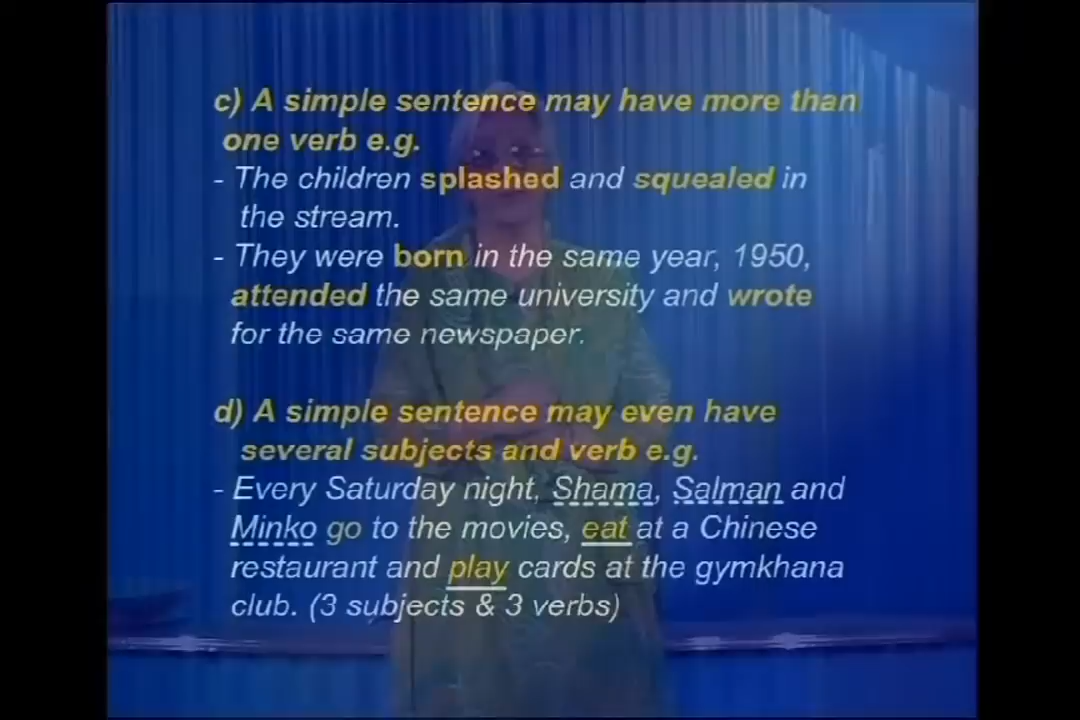 c) A simple sentence may have more than
one verb e.g.
- The children splashed and squealed in
the stream.
- They were born in the same year, 1950,
attended the same university and wrote
for the same newspaper.
d) A simple sentence may even have
several subjects and verb e.g.
- Every Saturday night, Shama, Salman and
Minko go to the movies, eat at a Chinese
restaurant and play cards at the gymkhana
club. (3 subjects & 3 verbs)